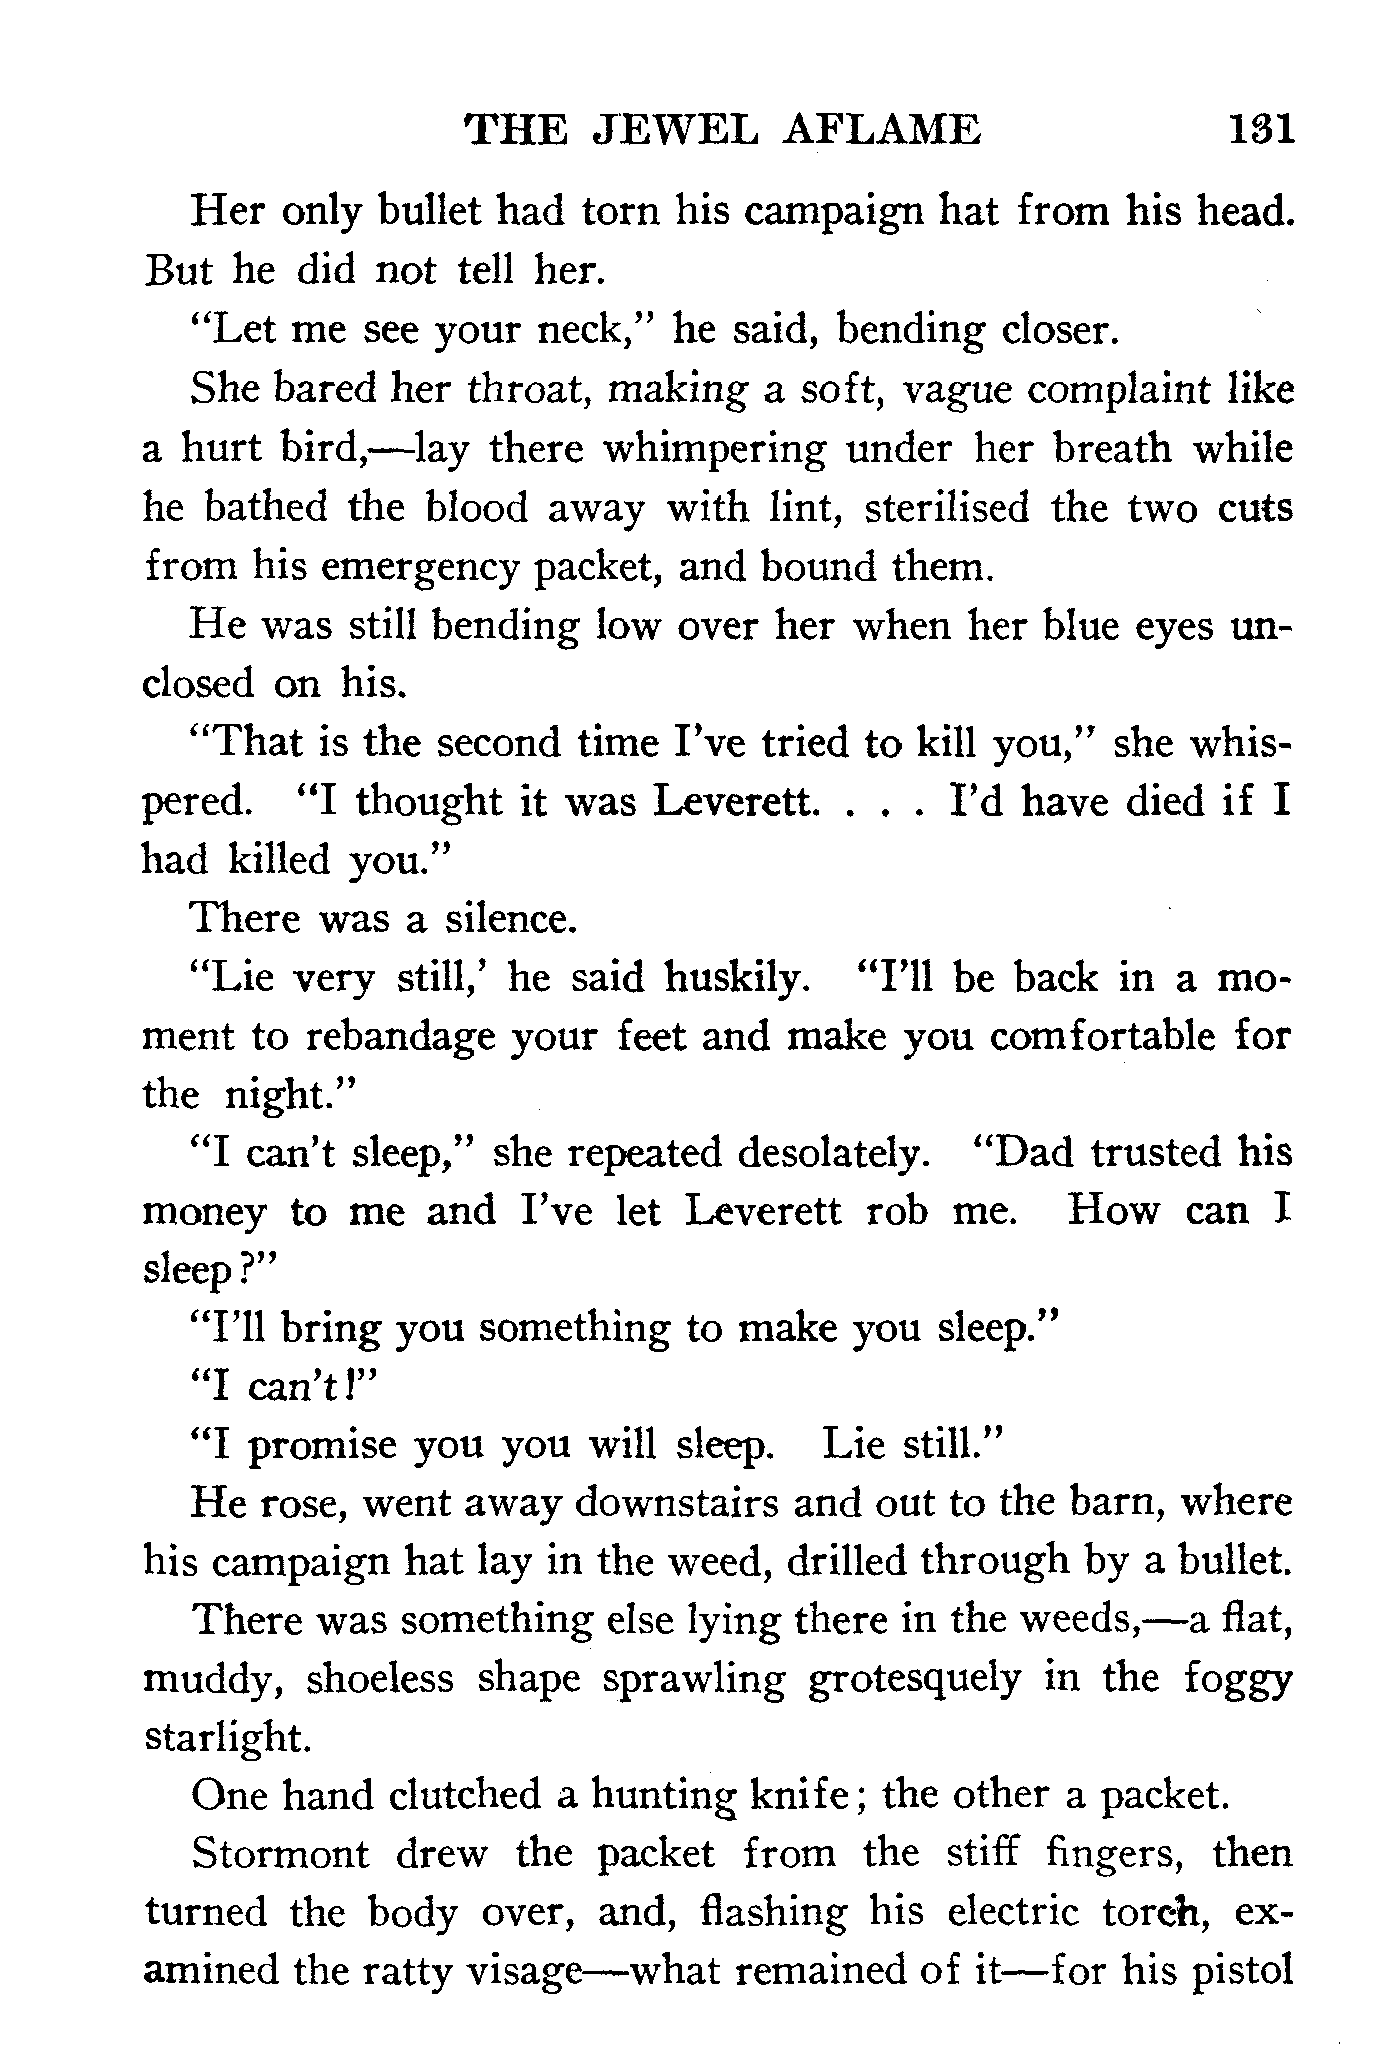 THE JEWEL AFLAME 131
Her only bullet had torn his campaign hat from his head.
But he did not tell her.
"Let me see your neck," he said, bending closer.
She bared her throat, making a soft, vague complaint like
a hurt bird,—lay there whimpering under her breath while
he bathed the blood away with lint, sterilised the two cuts
from his emergency packet, and bound them.
He was still bending low over her when her blue eyes un-
closed on his.
"That is the second time I've tried to kill you," she whis-
pered. "I thought it was Leverett. . . . I'd have died if I
had killed you."
There was a silence.
"Lie very still,' he said huskily. "I'll be back in a mo-
ment to rebandage your feet and make you comfortable for
the night."
"I can't sleep," she repeated desolately. "Dad trusted his
money to me and I've let Leverett rob me. How can I
sleep?"
"I'll bring you something to make you sleep."
"I can't!"
"I promise you you will sleep. Lie still."
He rose, went away downstairs and out to the barn, where
his campaign hat lay in the weed, drilled through by a bullet.
There was something else lying there in the weeds,—a flat,
muddy, shoeless shape sprawling grotesquely in the foggy
starlight.
One hand clutched a hunting knife; the other a packet.
Stormont drew the packet from the stiff fingers, then
turned the body over, and, flashing his electric torch, ex-
amined the ratty visage—what remained of it—for his pistol